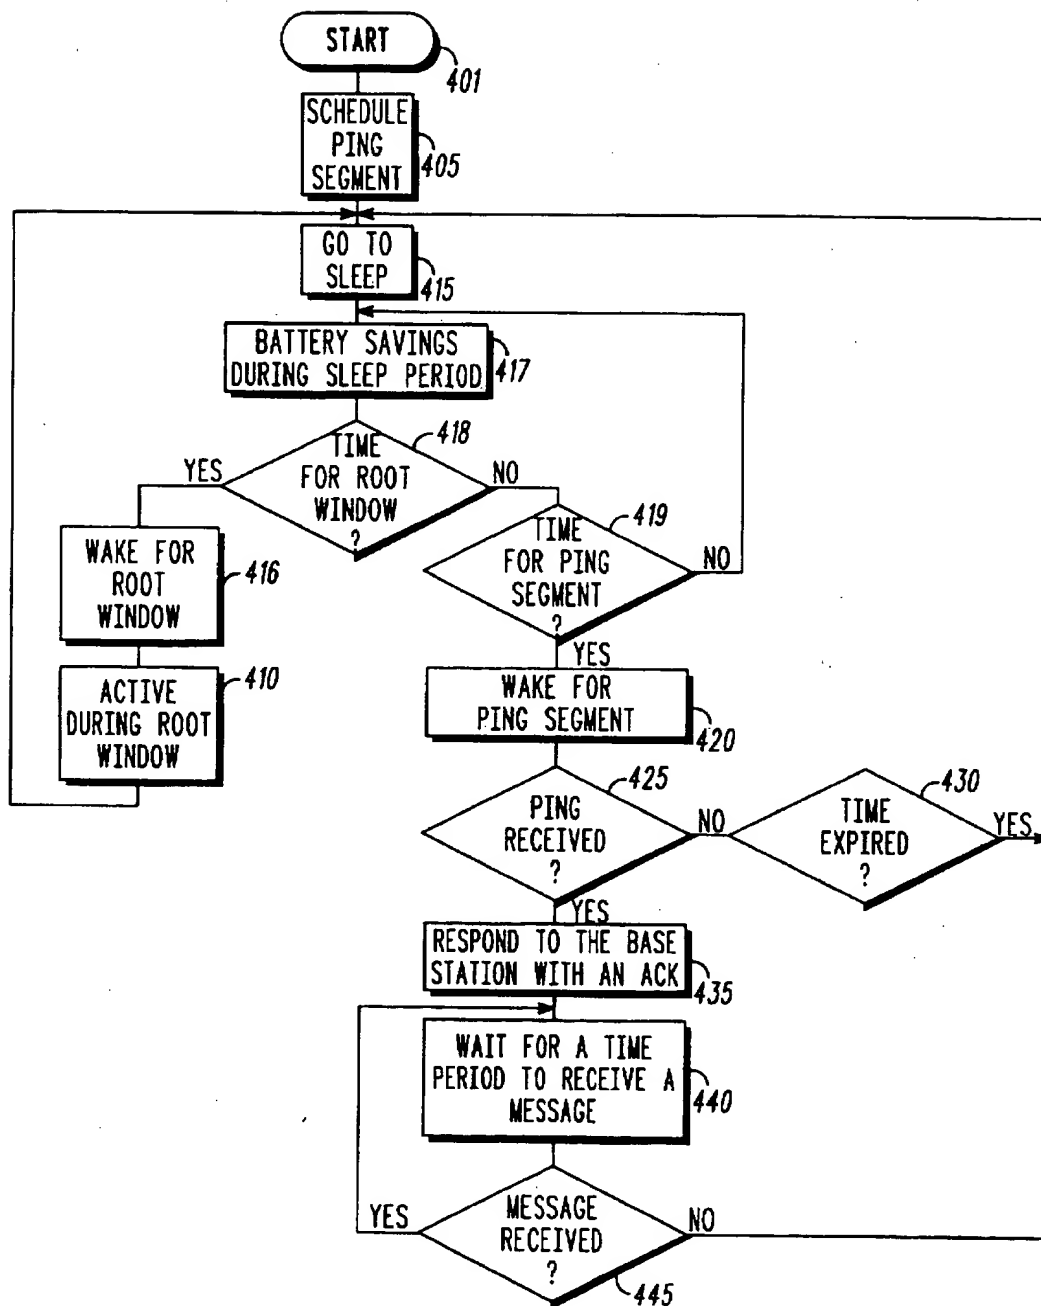 START
401
SCHEDULE
PING
SEGMENT
405
GO TO
SLEEP
415
BATTERY SAVINGS
DURING SLEEP PERIOD
417
TIME
FOR ROOT
WINDOW
?
418
YES
NO
TIME
FOR PING
SEGMENT
?
419
NO
YES
WAKE FOR
ROOT
WINDOW
416
ACTIVE
DURING ROOT
WINDOW
410
WAKE FOR
PING SEGMENT
420
PING
RECEIVED
?
425
NO
YES
TIME
EXPIRED
?
430
YES
RESPOND TO THE BASE
STATION WITH AN ACK
435
WAIT FOR A TIME
PERIOD TO RECEIVE A
MESSAGE
440
MESSAGE
RECEIVED
?
445
YES
NO